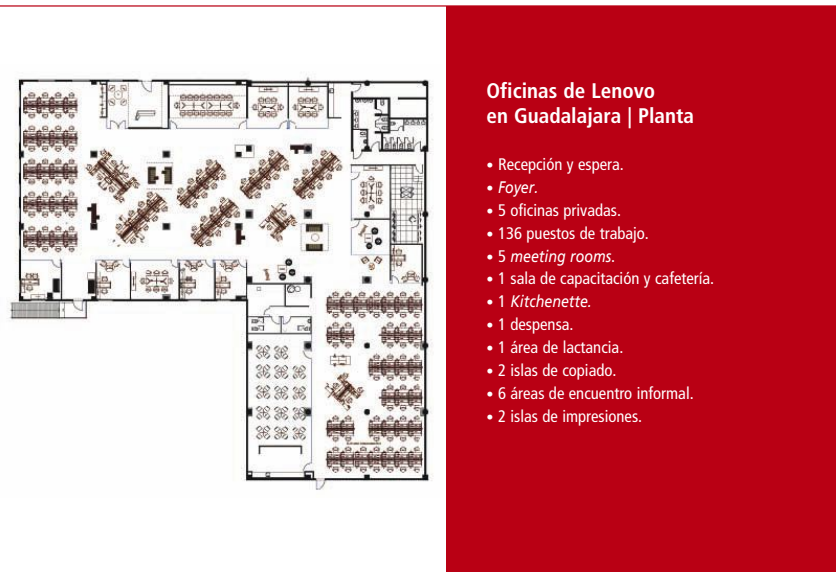 Oficinas de Lenovo
en Guadalajara | Planta
• Recepción y espera.
• Foyer.
• 5 oficinas privadas.
• 136 puestos de trabajo.
• 5 meeting rooms.
• 1 sala de capacitación y cafetería.
• 1 Kitchenette.
• 1 despensa.
• 1 área de lactancia.
• 2 islas de copiado.
• 6 áreas de encuentro informal.
• 2 islas de impresiones.